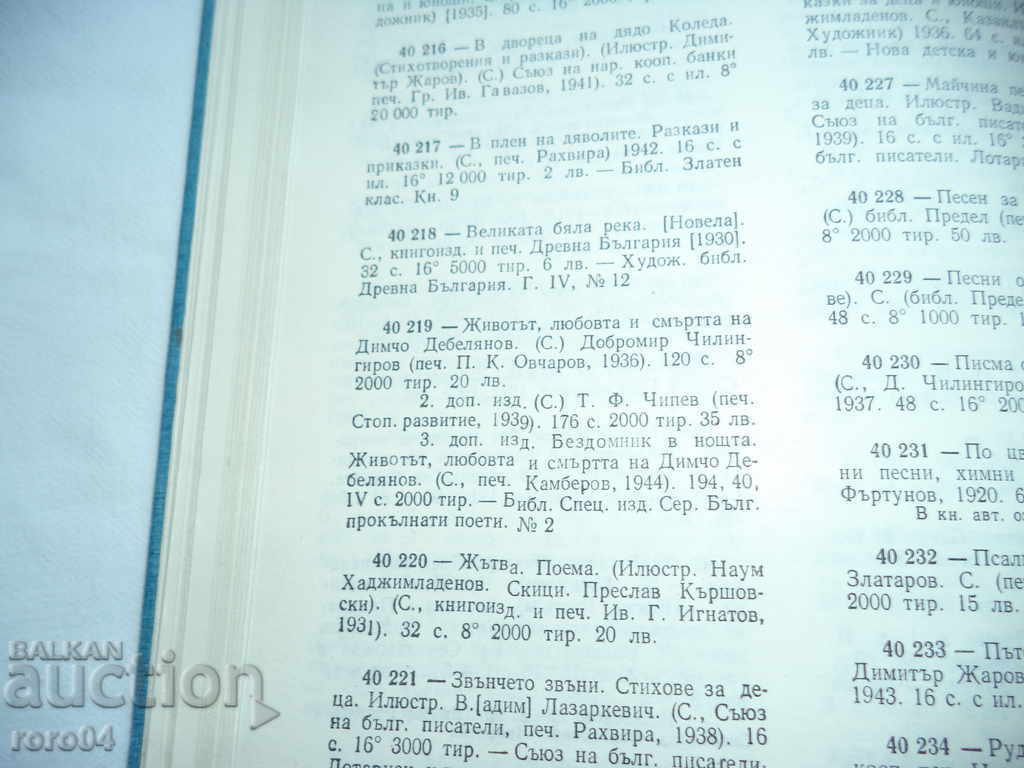 на и юноши.
дожник) [1935]. 80 с. 16° 2000
40 216 — В двореца на дядо Коледа.
(Стихотворения и разкази). (Илюстр. Дими-
тър Жаров). (С.) Съюз на нар. кооп. банки
печ. Гр. Ив. Гавазов, 1941). 32 с. с ил. 8°
20 000 тир.
40 217 — В плен на дяволите. Разкази и
приказки. (С., печ. Рахвира) 1942. 16 с. с
ил. 16° 12 000 тир. 2 лв. — Библ. Златен
клас. Кн. 9
40 218 — Великата бяла река. [Новела].
С., книгоизд. и печ. Древна България [1930].
32 с. 16° 5000 тир. 6 лв. — Худож. библ.
Древна България. Г. IV, № 12
40 219 — Животът, любовта и смъртта на
Димчо Дебелянов. (С.) Добромир Чилин-
гиров (печ. П. К. Овчаров, 1936). 120 с. 8°
2000 тир. 20 лв.
2. доп. изд. (С.) Т. Ф. Чипев (печ.
Стоп. развитие, 1939). 176 с. 2000 тир. 35 лв.
3. доп. изд. Бездомник в нощта.
Животът, любовта и смъртта на Димчо Де-
белянов. (С., печ. Камберов, 1944). 194, 40,
IV с. 2000 тир. — Библ. Спец. изд. Сер. Бълг.
прокълнати поети. № 2
40 220 — Жътва. Поема. (Илюстр. Наум
Хаджимладенов. Скици. Преслав Кършов-
ски). (С., книгоизд. и печ. Ив. Г. Игнатов,
1931). 32 с. 8° 2000 тир. 20 лв.
40 221 — Звънчето звъни. Стихове за де-
ца. Илюстр. В.[адим] Лазаркевич. (С., Съюз
на бълг. писатели, печ. Рахвира, 1938). 16
с. 16° 3000 тир. — Съюз на бълг. писатели.
казки за деца и юноши.
жимладенов. С.,
Художник) 1936. 64 с.
лв. — Нова детска и
40 227 — Майчина
за деца. Илюстр.
Съюз на бълг. писат
1939). 16 с. с ил. 16°
бълг. писатели. Лотар
40 228 — Песен за
(С.) библ. Предел (пе
8° 2000 тир. 50 лв.
40 229 — Песни
ве). С. (библ. Преде
48 с. 8° 1000 тир.
40 230 — Писма
(С., Д. Чилингиро
1937. 48 с. 16° 200
40 231 — По цв
ни песни, химни
Фъртунов, 1920. 6
В кн. авт. оз
40 232 — Псал
Златаров. С. (пе
2000 тир. 15 лв.
40 233 — Път
Димитър Жаров
1943. 16 с. с ил.
40 234 — Руд
BALKAN
auction
roro04